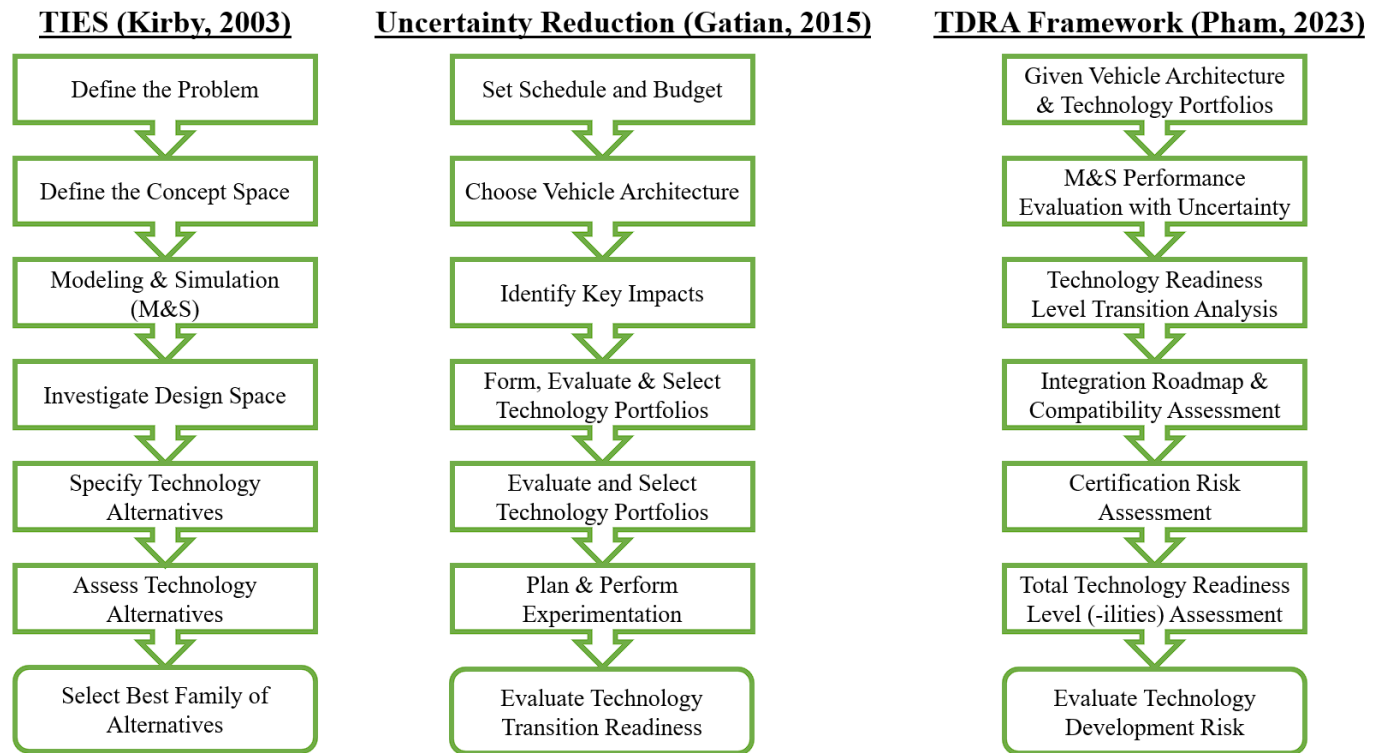 TIES (Kirby, 2003)
Define the Problem
Define the Concept Space
Modeling & Simulation
(M&S)
Investigate Design Space
Specify Technology
Alternatives
Assess Technology
Alternatives
Select Best Family of
Alternatives
Uncertainty Reduction (Gatian, 2015)
Set Schedule and Budget
Choose Vehicle Architecture
Identify Key Impacts
Form, Evaluate & Select
Technology Portfolios
Evaluate and Select
Technology Portfolios
Plan & Perform
Experimentation
Evaluate Technology
Transition Readiness
TDRA Framework (Pham, 2023)
Given Vehicle Architecture
& Technology Portfolios
M&S Performance
Evaluation with Uncertainty
Technology Readiness
Level Transition Analysis
Integration Roadmap &
Compatibility Assessment
Certification Risk
Assessment
Total Technology Readiness
Level (-ilities) Assessment
Evaluate Technology
Development Risk